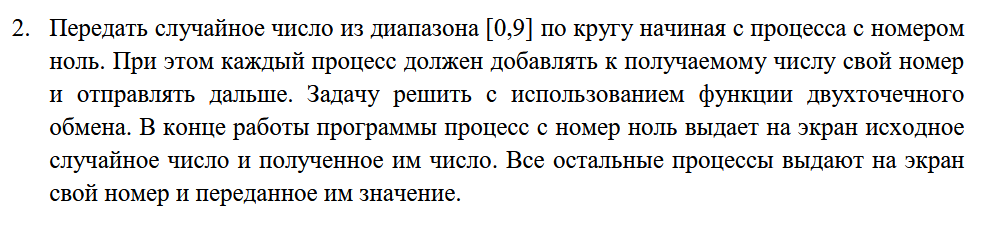 2. Передать случайное число из диапазона [0,9] по кругу начиная с процесса с номером
ноль. При этом каждый процесс должен добавлять к получаемому числу свой номер
и отправлять дальше. Задачу решить с использованием функции двухточечного
обмена. В конце работы программы процесс с номер ноль выдает на экран исходное
случайное число и полученное им число. Все остальные процессы выдают на экран
свой номер и переданное им значение.